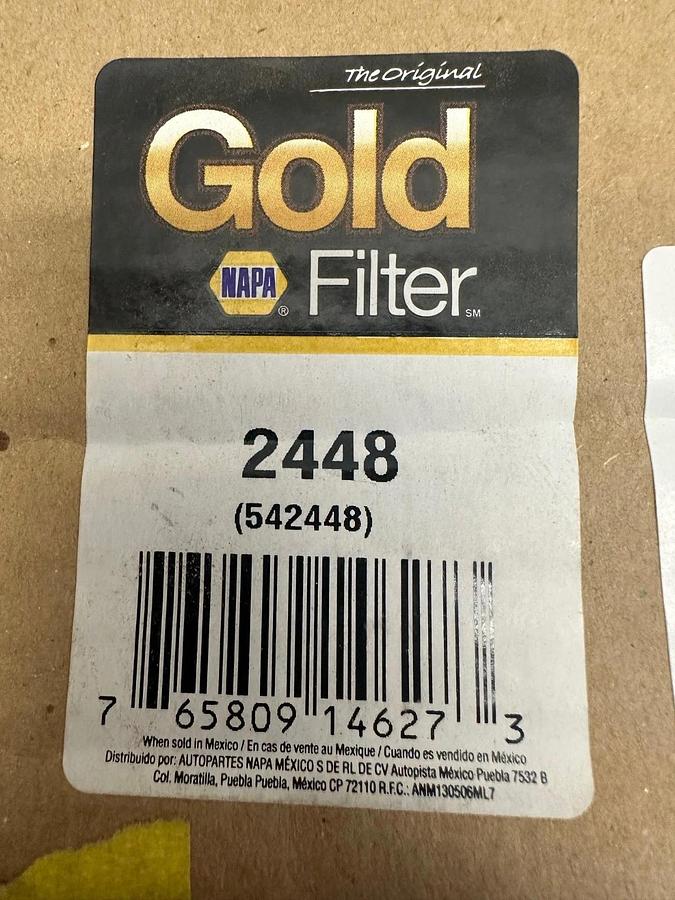 The Original
Gold
NAPA® Filter℠
2448
(542448)
7 65809 14627 3
When sold in Mexico / En cas de vente au Mexique / Cuando es vendido en México
Distribuido por: AUTOPARTES NAPA MÉXICO S DE RL DE CV Autopista México Puebla 7532 B
Col. Moratilla, Puebla Puebla, México CP 72110 R.F.C.: ANM130506ML7